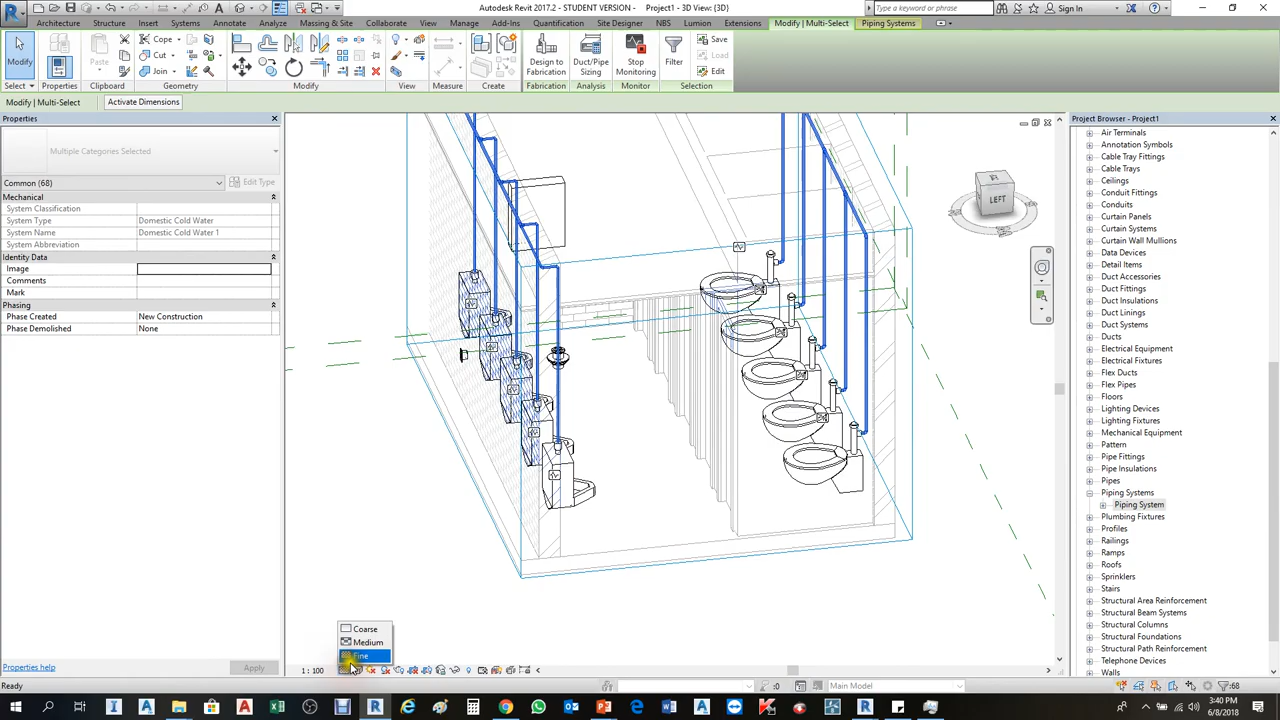 Autodesk Revit 2017.2 - STUDENT VERSION - Project1 - 3D View: {3D}
Type a keyword or phrase
Sign In
Architecture Structure Insert Systems Annotate Analyze Massing & Site Collaborate View Manage Add-Ins Quantification Site Designer NBS Lumion Extensions Modify | Multi-Select Piping Systems
Modify
Paste
Cope
Cut
Join
Design to Fabrication
Duct/Pipe Sizing
Stop Monitoring
Filter
Save
Load
Edit
Select Properties Clipboard Geometry Modify View Measure Create Fabrication Analysis Monitor Selection
Modify | Multi-Select Activate Dimensions
Properties
Multiple Categories Selected
Common (68) Edit Type
Mechanical
System Classification
System Type Domestic Cold Water
System Name Domestic Cold Water 1
System Abbreviation
Identity Data
Image
Comments
Mark
Phasing
Phase Created New Construction
Phase Demolished None
Properties help Apply
LEFT
Coarse
Medium
Fine
1 : 100
Project Browser - Project1
Air Terminals
Annotation Symbols
Cable Tray Fittings
Cable Trays
Ceilings
Conduit Fittings
Conduits
Curtain Panels
Curtain Systems
Curtain Wall Mullions
Data Devices
Detail Items
Duct Accessories
Duct Fittings
Duct Insulations
Duct Linings
Duct Systems
Ducts
Electrical Equipment
Electrical Fixtures
Flex Ducts
Flex Pipes
Floors
Lighting Devices
Lighting Fixtures
Mechanical Equipment
Pattern
Pipe Fittings
Pipe Insulations
Pipes
Piping Systems
Piping System
Plumbing Fixtures
Profiles
Railings
Ramps
Roofs
Sprinklers
Stairs
Structural Area Reinforcement
Structural Beam Systems
Structural Columns
Structural Foundations
Structural Path Reinforcement
Telephone Devices
Walls
Ready
:0
Main Model
:68
3:40 PM
6/8/2018